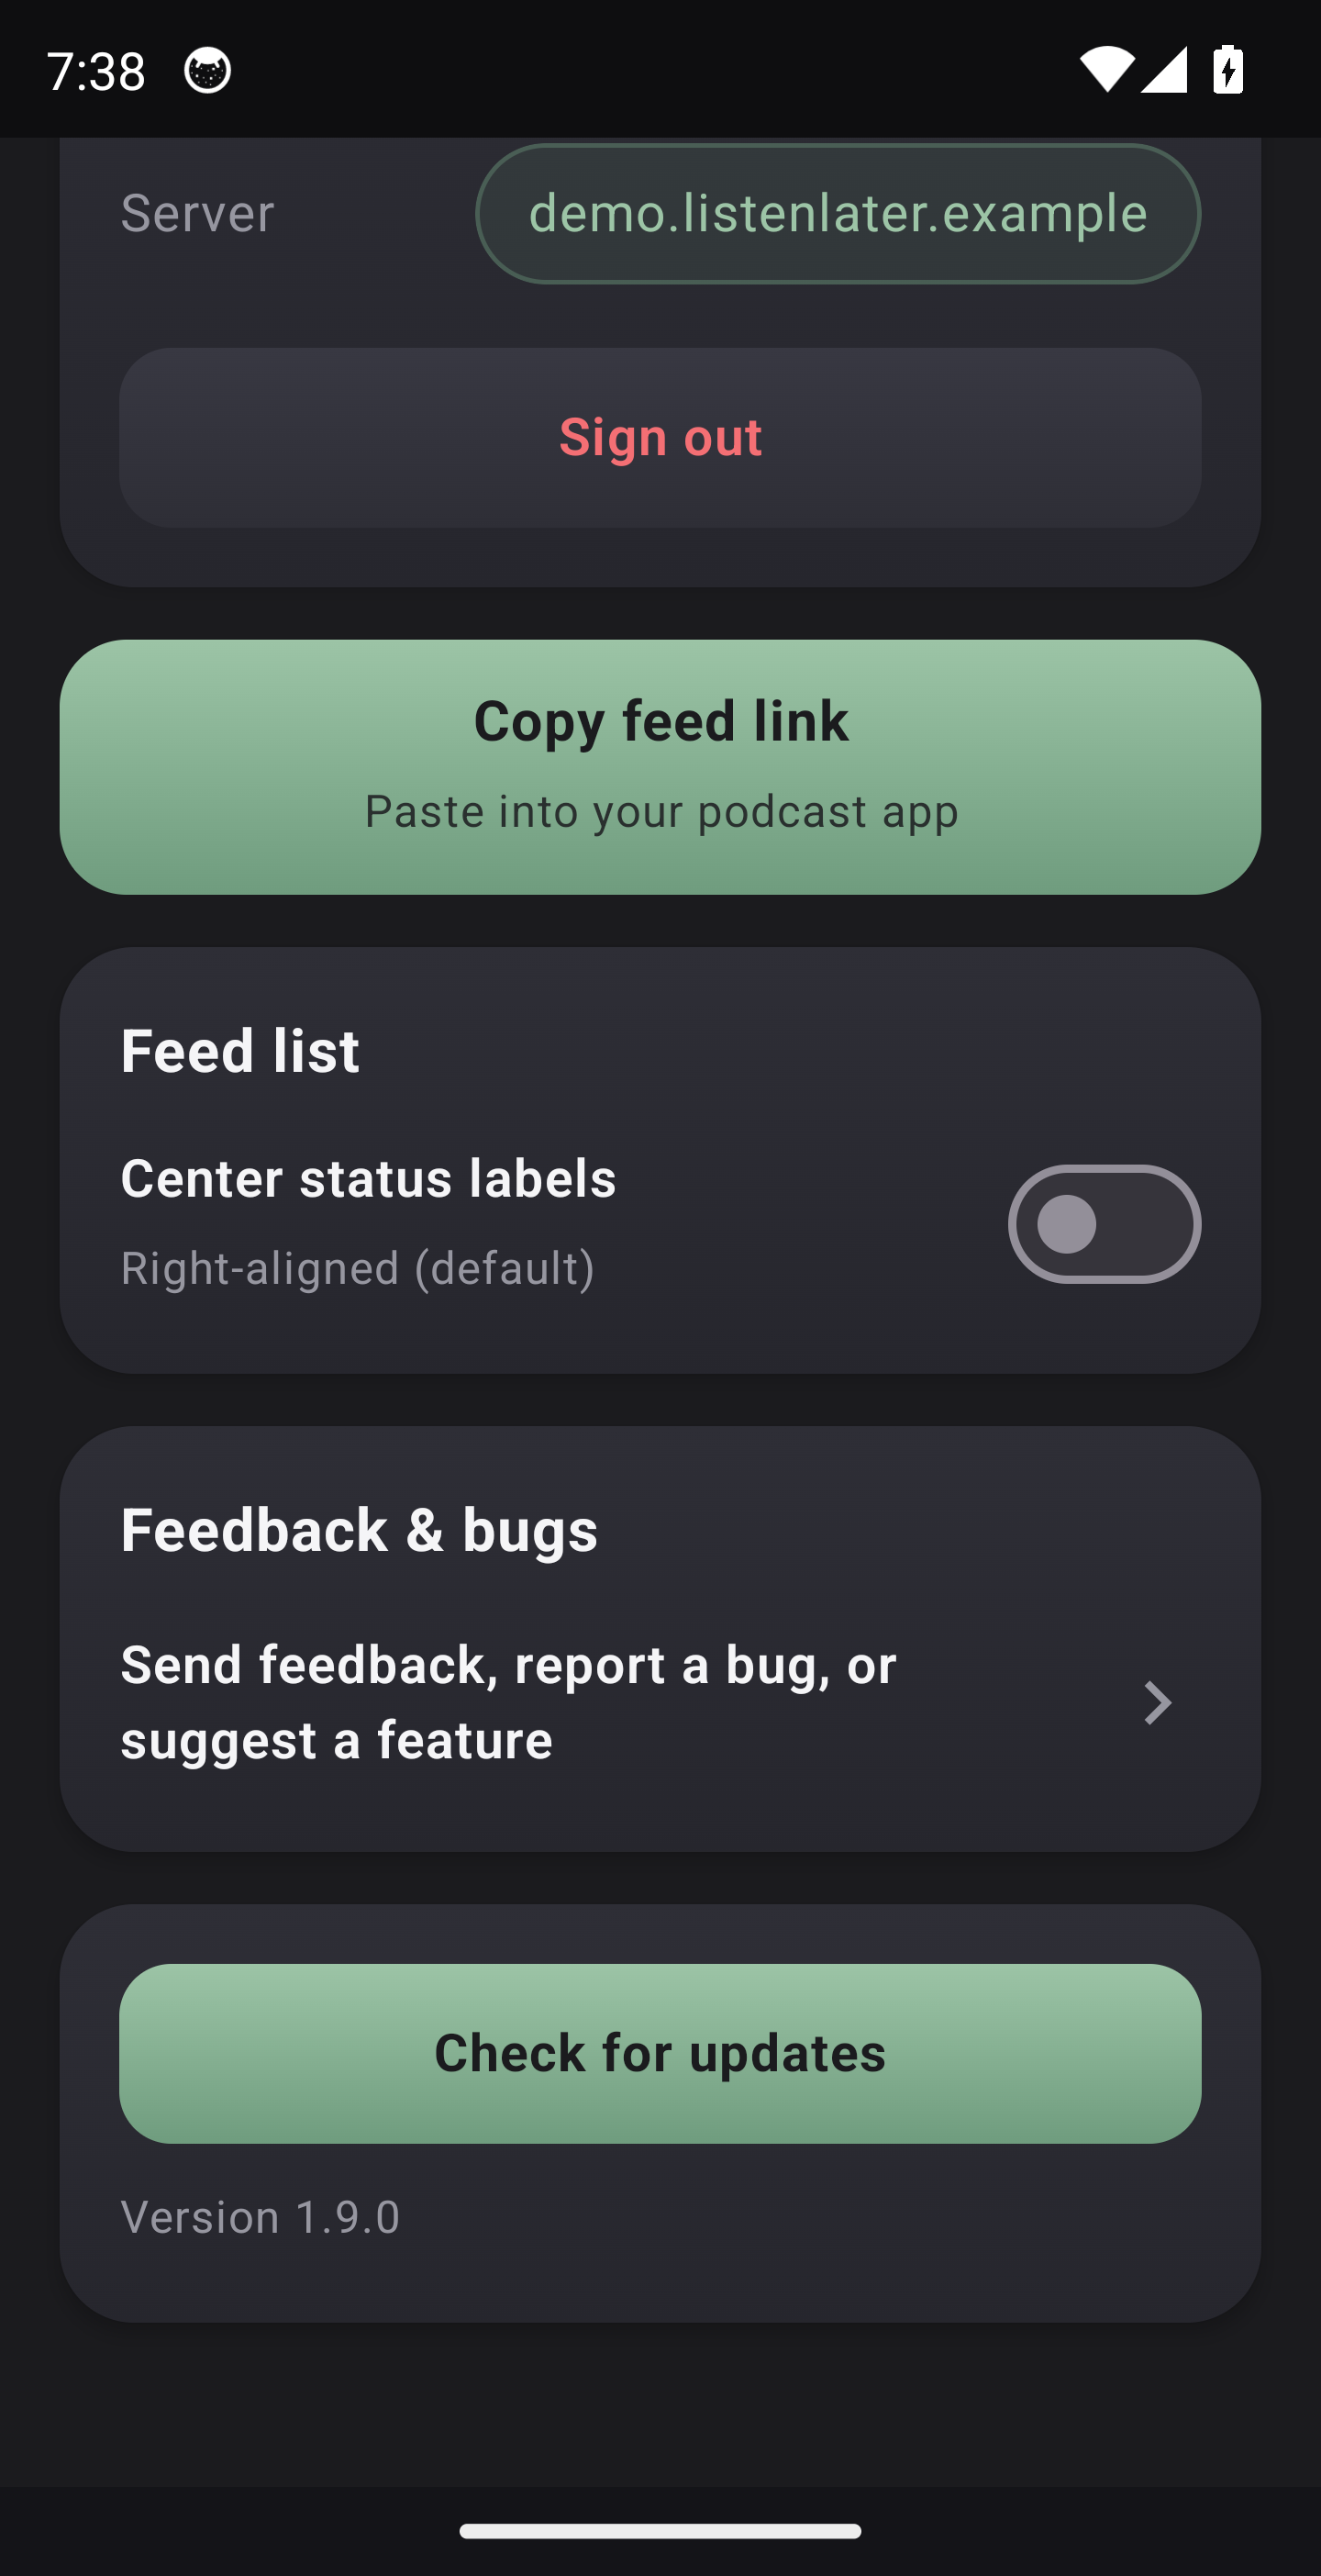 7:38
Server
demo.listenlater.example
Sign out
Copy feed link
Paste into your podcast app
Feed list
Center status labels
Right-aligned (default)
Feedback & bugs
Send feedback, report a bug, or
suggest a feature
Check for updates
Version 1.9.0